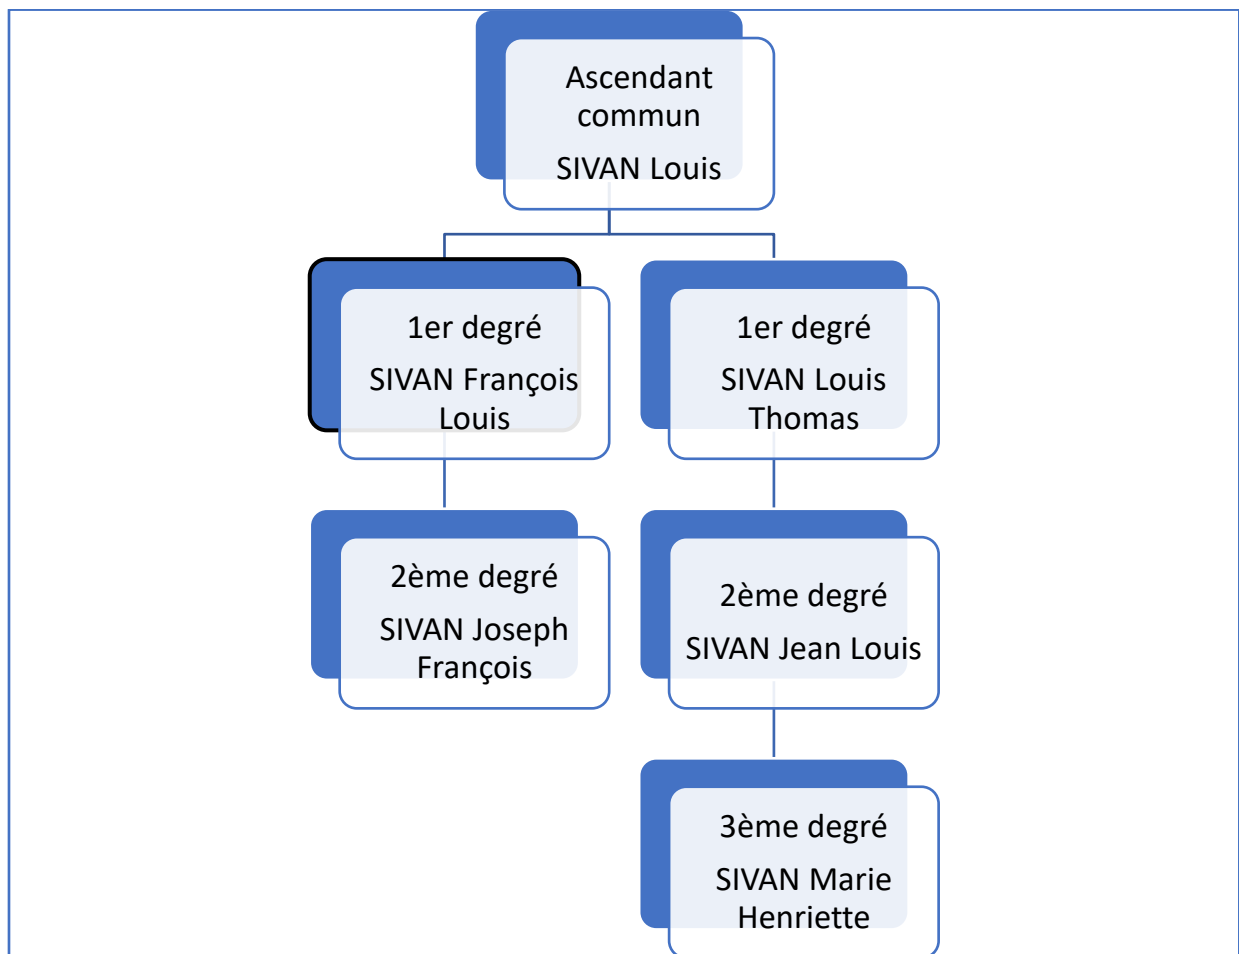 Ascendant
commun
SIVAN Louis
1er degré
SIVAN François
Louis
1er degré
SIVAN Louis
Thomas
2ème degré
SIVAN Joseph
François
2ème degré
SIVAN Jean Louis
3ème degré
SIVAN Marie
Henriette